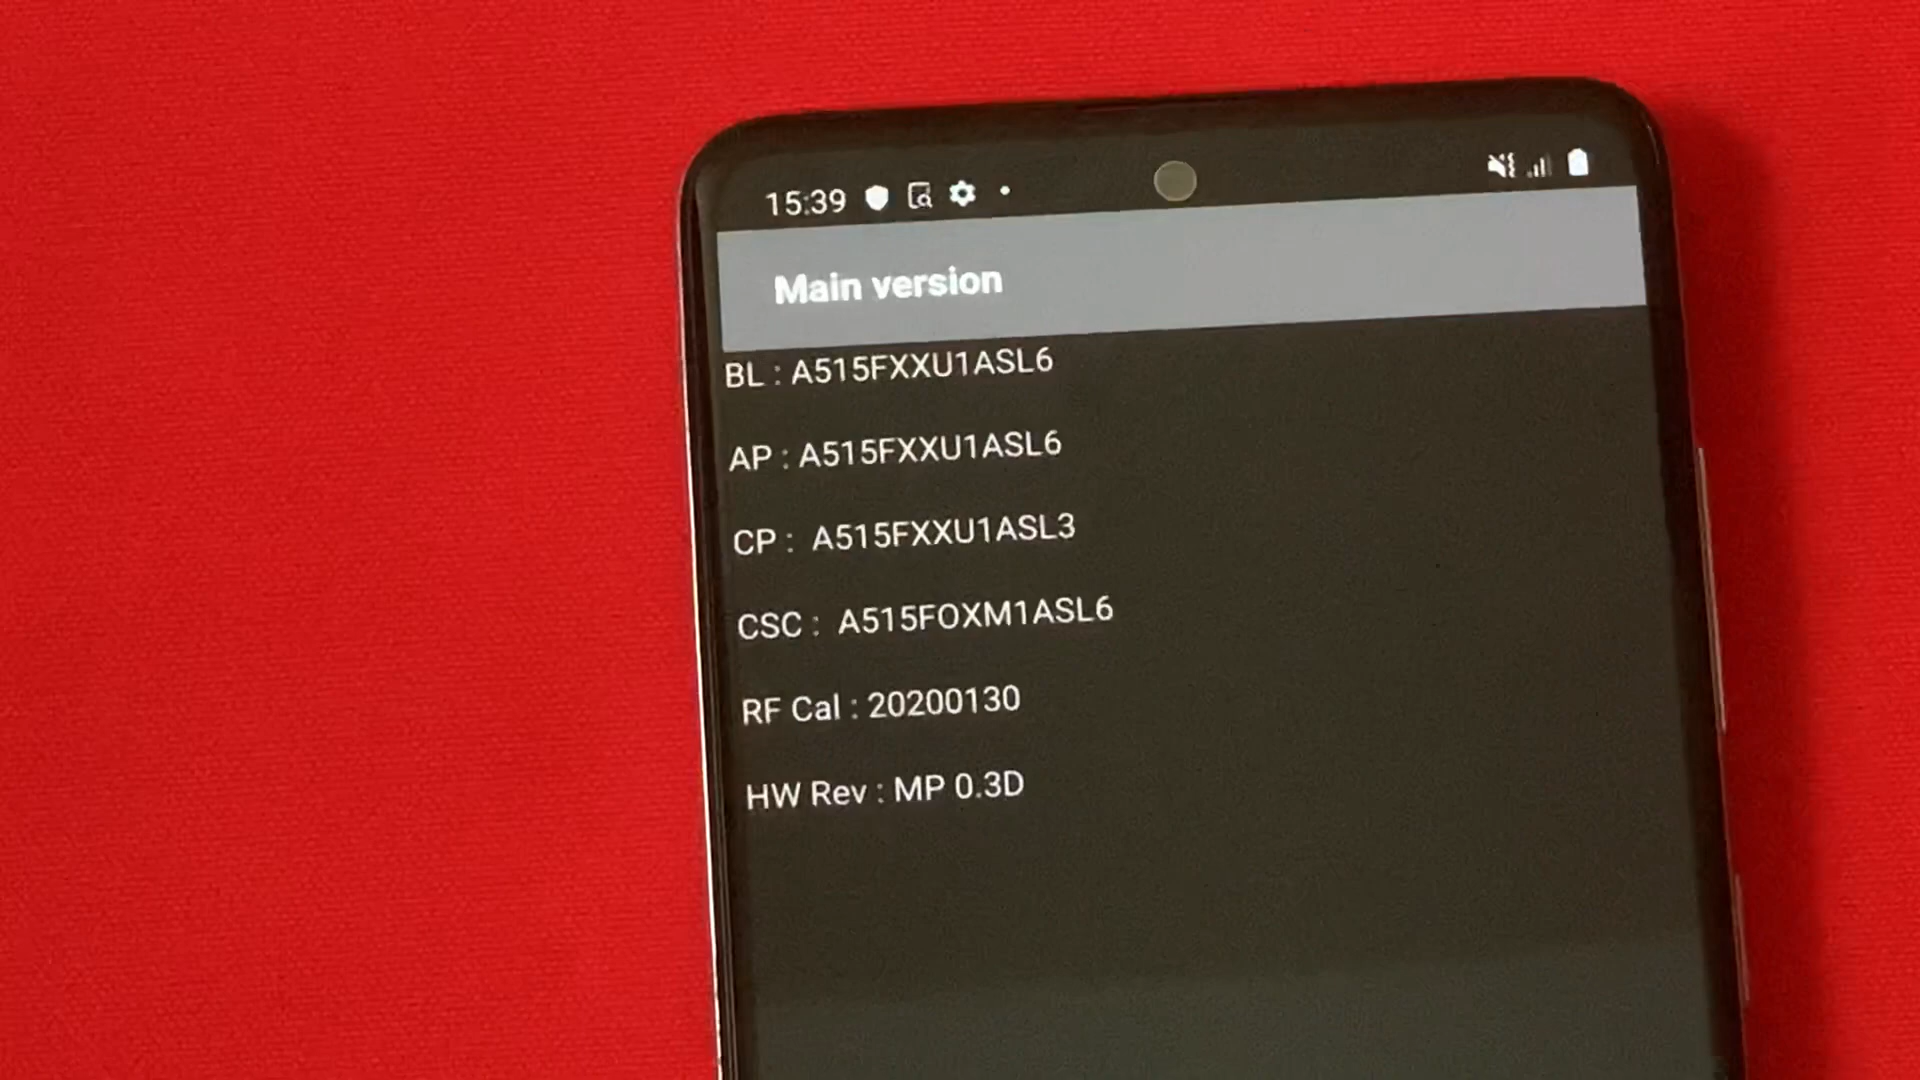 15:39
Main version
BL : A515FXXU1ASL6
AP : A515FXXU1ASL6
CP : A515FXXU1ASL3
CSC : A515FOXM1ASL6
RF Cal : 20200130
HW Rev : MP 0.3D